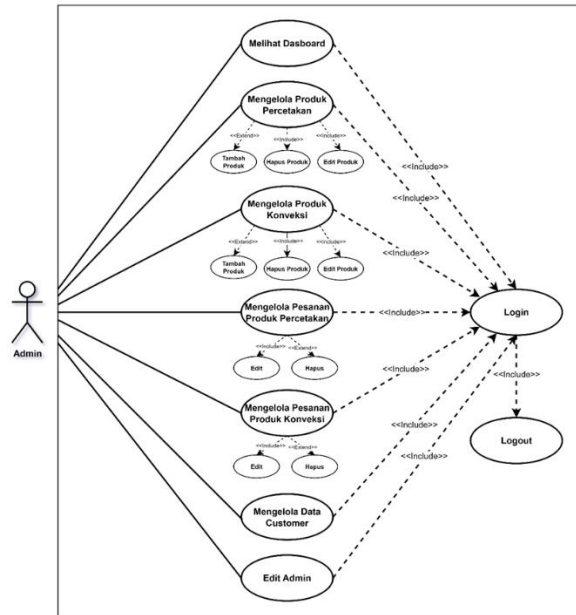 Melihat Dasboard
Mengelola Produk
Percetakan
<<Extend>>
<<Include>>
<<Include>>
Tambah
Produk
Hapus Produk
Edit Produk
<<Include>>
<<Include>>
Mengelola Produk
Konveksi
<<Extend>>
<<Include>>
<<Include>>
Tambah
Produk
Hapus Produk
Edit Produk
<<Include>>
Mengelola Pesanan
Produk Percetakan
<<Include>>
<<Include>>
<<Extend>>
Edit
Hapus
Login
Admin
Mengelola Pesanan
Produk Konveksi
<<Include>>
<<Include>>
<<Extend>>
Edit
Hapus
<<Include>>
Logout
<<Include>>
<<Include>>
Mengelola Data
Customer
Edit Admin